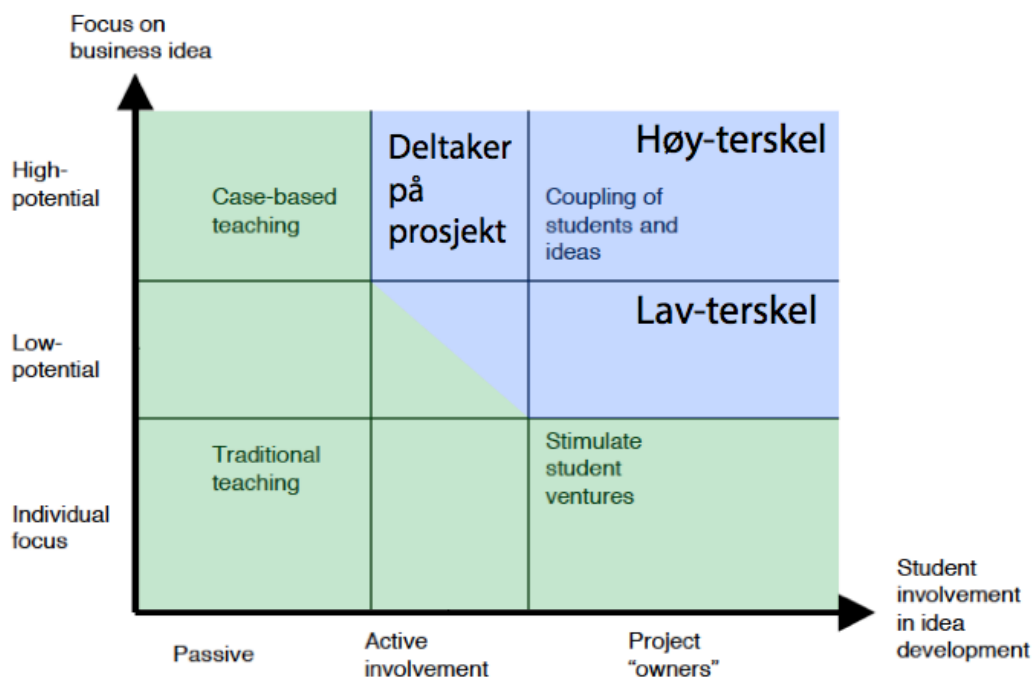 Focus on
business idea
High-
potential
Case-based
teaching
Deltaker
på
prosjekt
Høy-terskel
Coupling of
students and
ideas
Low-
potential
Lav-terskel
Individual
focus
Traditional
teaching
Stimulate
student
ventures
Student
involvement
in idea
development
Passive
Active
involvement
Project
“owners”